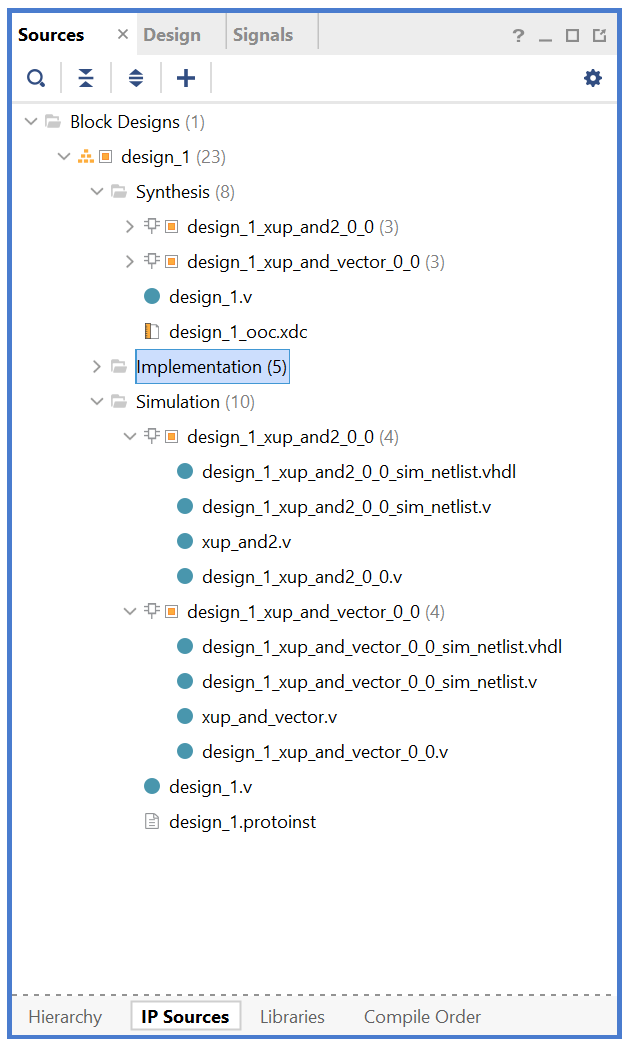 Sources × Design Signals ?
Block Designs (1)
design_1 (23)
Synthesis (8)
design_1_xup_and2_0_0 (3)
design_1_xup_and_vector_0_0 (3)
design_1.v
design_1_ooc.xdc
Implementation (5)
Simulation (10)
design_1_xup_and2_0_0 (4)
design_1_xup_and2_0_0_sim_netlist.vhdl
design_1_xup_and2_0_0_sim_netlist.v
xup_and2.v
design_1_xup_and2_0_0.v
design_1_xup_and_vector_0_0 (4)
design_1_xup_and_vector_0_0_sim_netlist.vhdl
design_1_xup_and_vector_0_0_sim_netlist.v
xup_and_vector.v
design_1_xup_and_vector_0_0.v
design_1.v
design_1.protoinst
Hierarchy IP Sources Libraries Compile Order